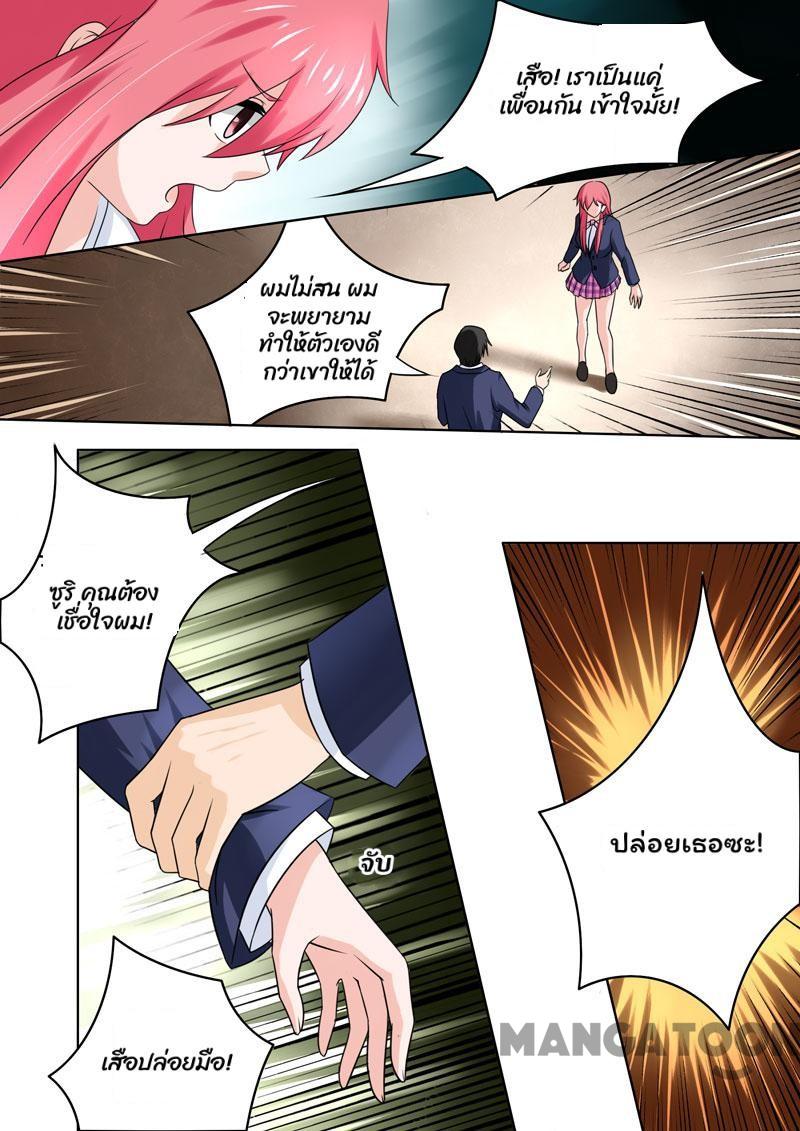 เสือ! เราเป็นแค่
เพื่อนกัน เข้าใจมั้ย!
ผมไม่สน ผม
จะพยายาม
ทำให้ตัวเองดี
กว่าเขาให้ได้
ซูริ คุณต้อง
เชื่อใจผม!
ปล่อยเธอซะ!
จับ
เสือปล่อยมือ!
MANGATOON